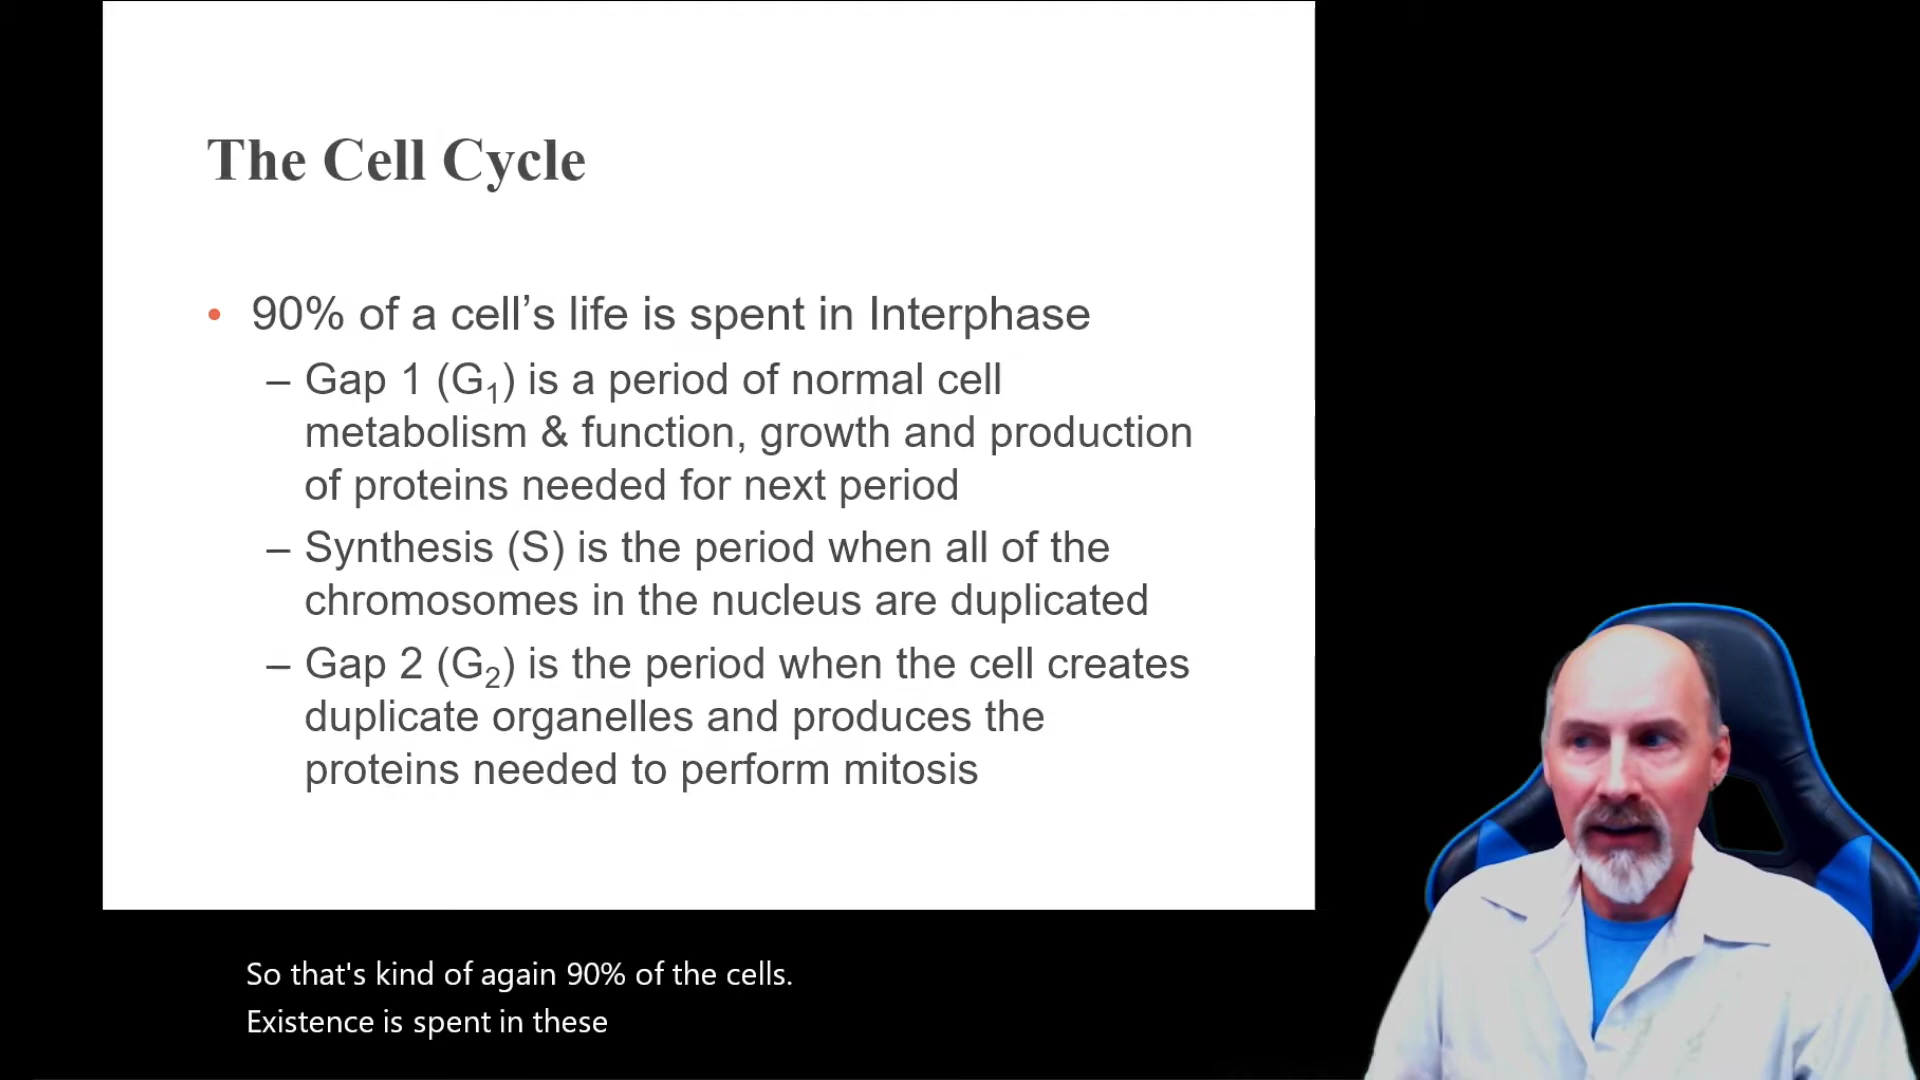 The Cell Cycle
• 90% of a cell’s life is spent in Interphase
– Gap 1 (G₁) is a period of normal cell
metabolism & function, growth and production
of proteins needed for next period
– Synthesis (S) is the period when all of the
chromosomes in the nucleus are duplicated
– Gap 2 (G₂) is the period when the cell creates
duplicate organelles and produces the
proteins needed to perform mitosis
So that's kind of again 90% of the cells.
Existence is spent in these